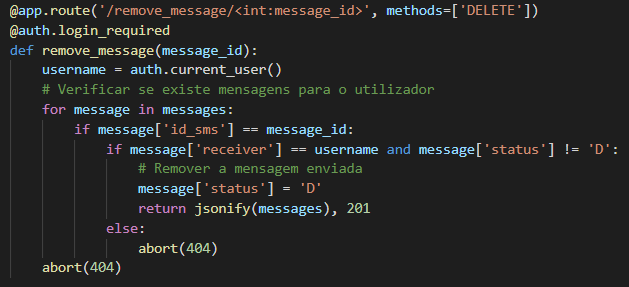 @app.route('/remove_message/<int:message_id>', methods=['DELETE'])
@auth.login_required
def remove_message(message_id):
    username = auth.current_user()
    # Verificar se existe mensagens para o utilizador
    for message in messages:
        if message['id_sms'] == message_id:
            if message['receiver'] == username and message['status'] != 'D':
                # Remover a mensagem enviada
                message['status'] = 'D'
                return jsonify(messages), 201
            else:
                abort(404)
    abort(404)